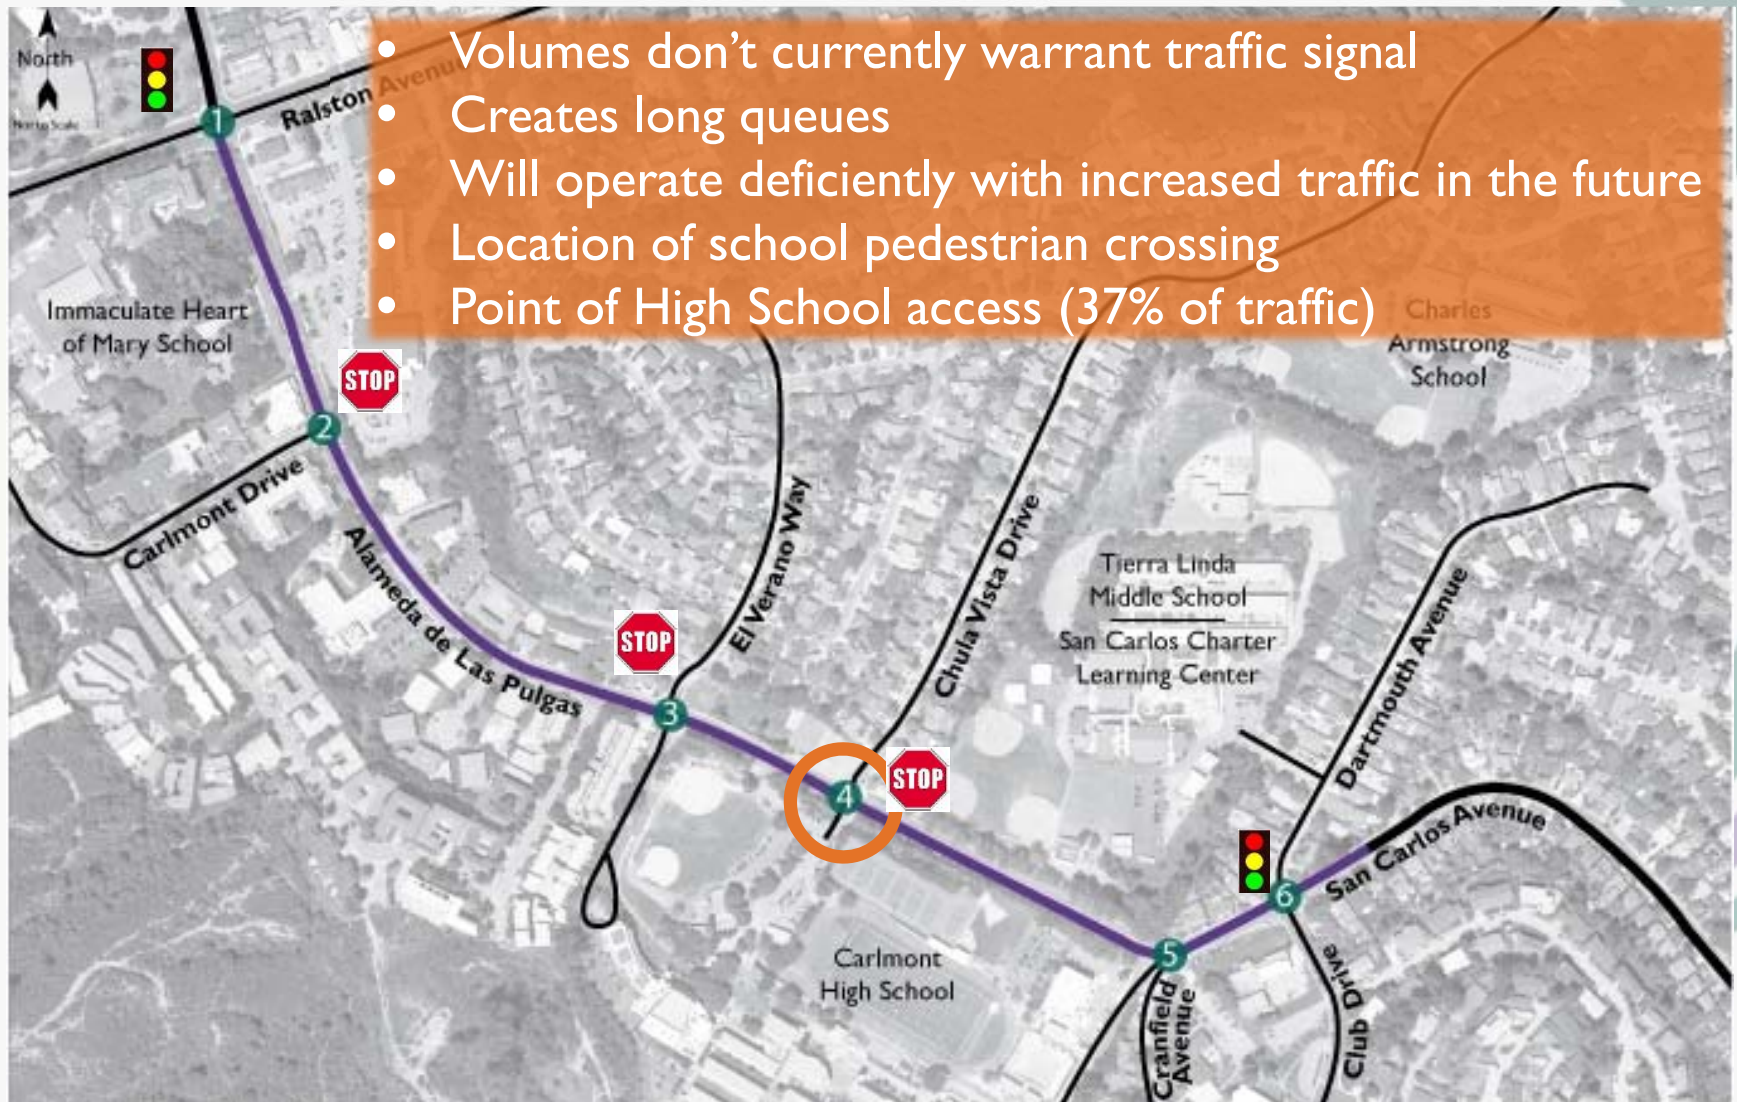 North
Not to Scale
• Volumes don't currently warrant traffic signal
• Creates long queues
• Will operate deficiently with increased traffic in the future
• Location of school pedestrian crossing
• Point of High School access (37% of traffic)
1
Ralston Avenue
Immaculate Heart
of Mary School
Charles
Armstrong
School
STOP
2
Carlmont Drive
Alameda de Las Pulgas
El Verano Way
Chula Vista Drive
Tierra Linda
Middle School
San Carlos Charter
Learning Center
Dartmouth Avenue
STOP
3
4
STOP
San Carlos Avenue
6
5
Carlmont
High School
Cranfield
Avenue
Club Drive